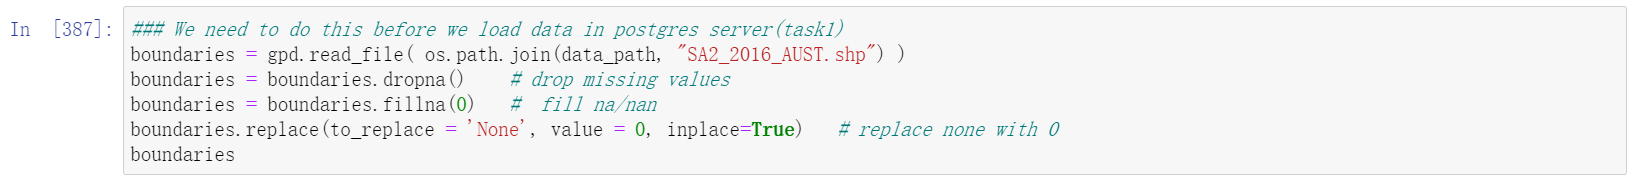 In [387]: ### We need to do this before we load data in postgres server(task1)
boundaries = gpd.read_file( os.path.join(data_path, "SA2_2016_AUST.shp") )
boundaries = boundaries.dropna()    # drop missing values
boundaries = boundaries.fillna(0)   #  fill na/nan
boundaries.replace(to_replace = 'None', value = 0, inplace=True)   # replace none with 0
boundaries